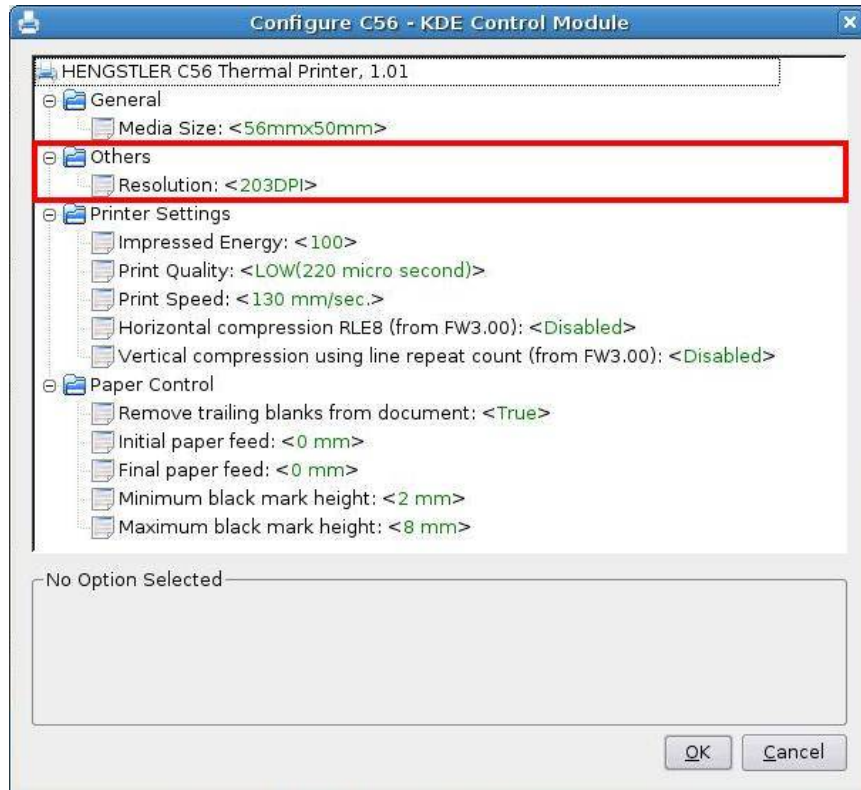 Configure C56 - KDE Control Module
HENGSTLER C56 Thermal Printer, 1.01
General
Media Size: <56mmx50mm>
Others
Resolution: <203DPI>
Printer Settings
Impressed Energy: <100>
Print Quality: <LOW(220 micro second)>
Print Speed: <130 mm/sec.>
Horizontal compression RLE8 (from FW3.00): <Disabled>
Vertical compression using line repeat count (from FW3.00): <Disabled>
Paper Control
Remove trailing blanks from document: <True>
Initial paper feed: <0 mm>
Final paper feed: <0 mm>
Minimum black mark height: <2 mm>
Maximum black mark height: <8 mm>
No Option Selected
OK Cancel